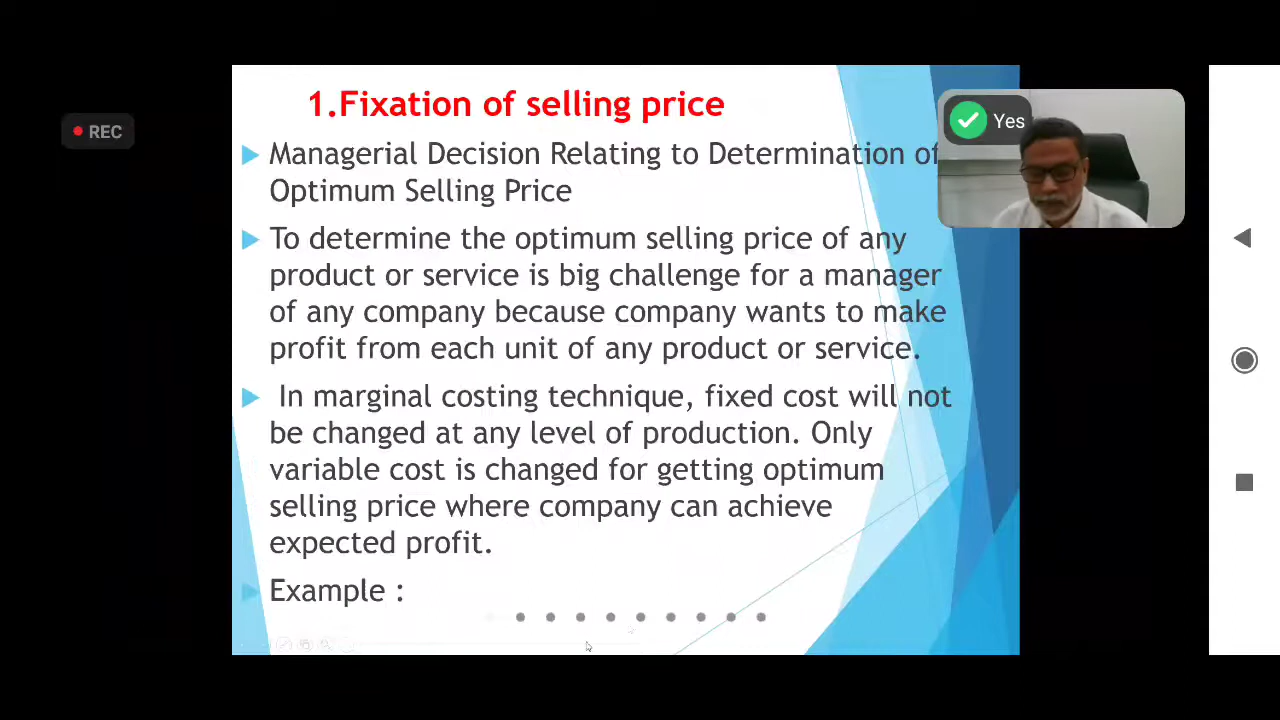 1.Fixation of selling price
REC
Yes
Managerial Decision Relating to Determination of
Optimum Selling Price
To determine the optimum selling price of any
product or service is big challenge for a manager
of any company because company wants to make
profit from each unit of any product or service.
In marginal costing technique, fixed cost will not
be changed at any level of production. Only
variable cost is changed for getting optimum
selling price where company can achieve
expected profit.
Example :